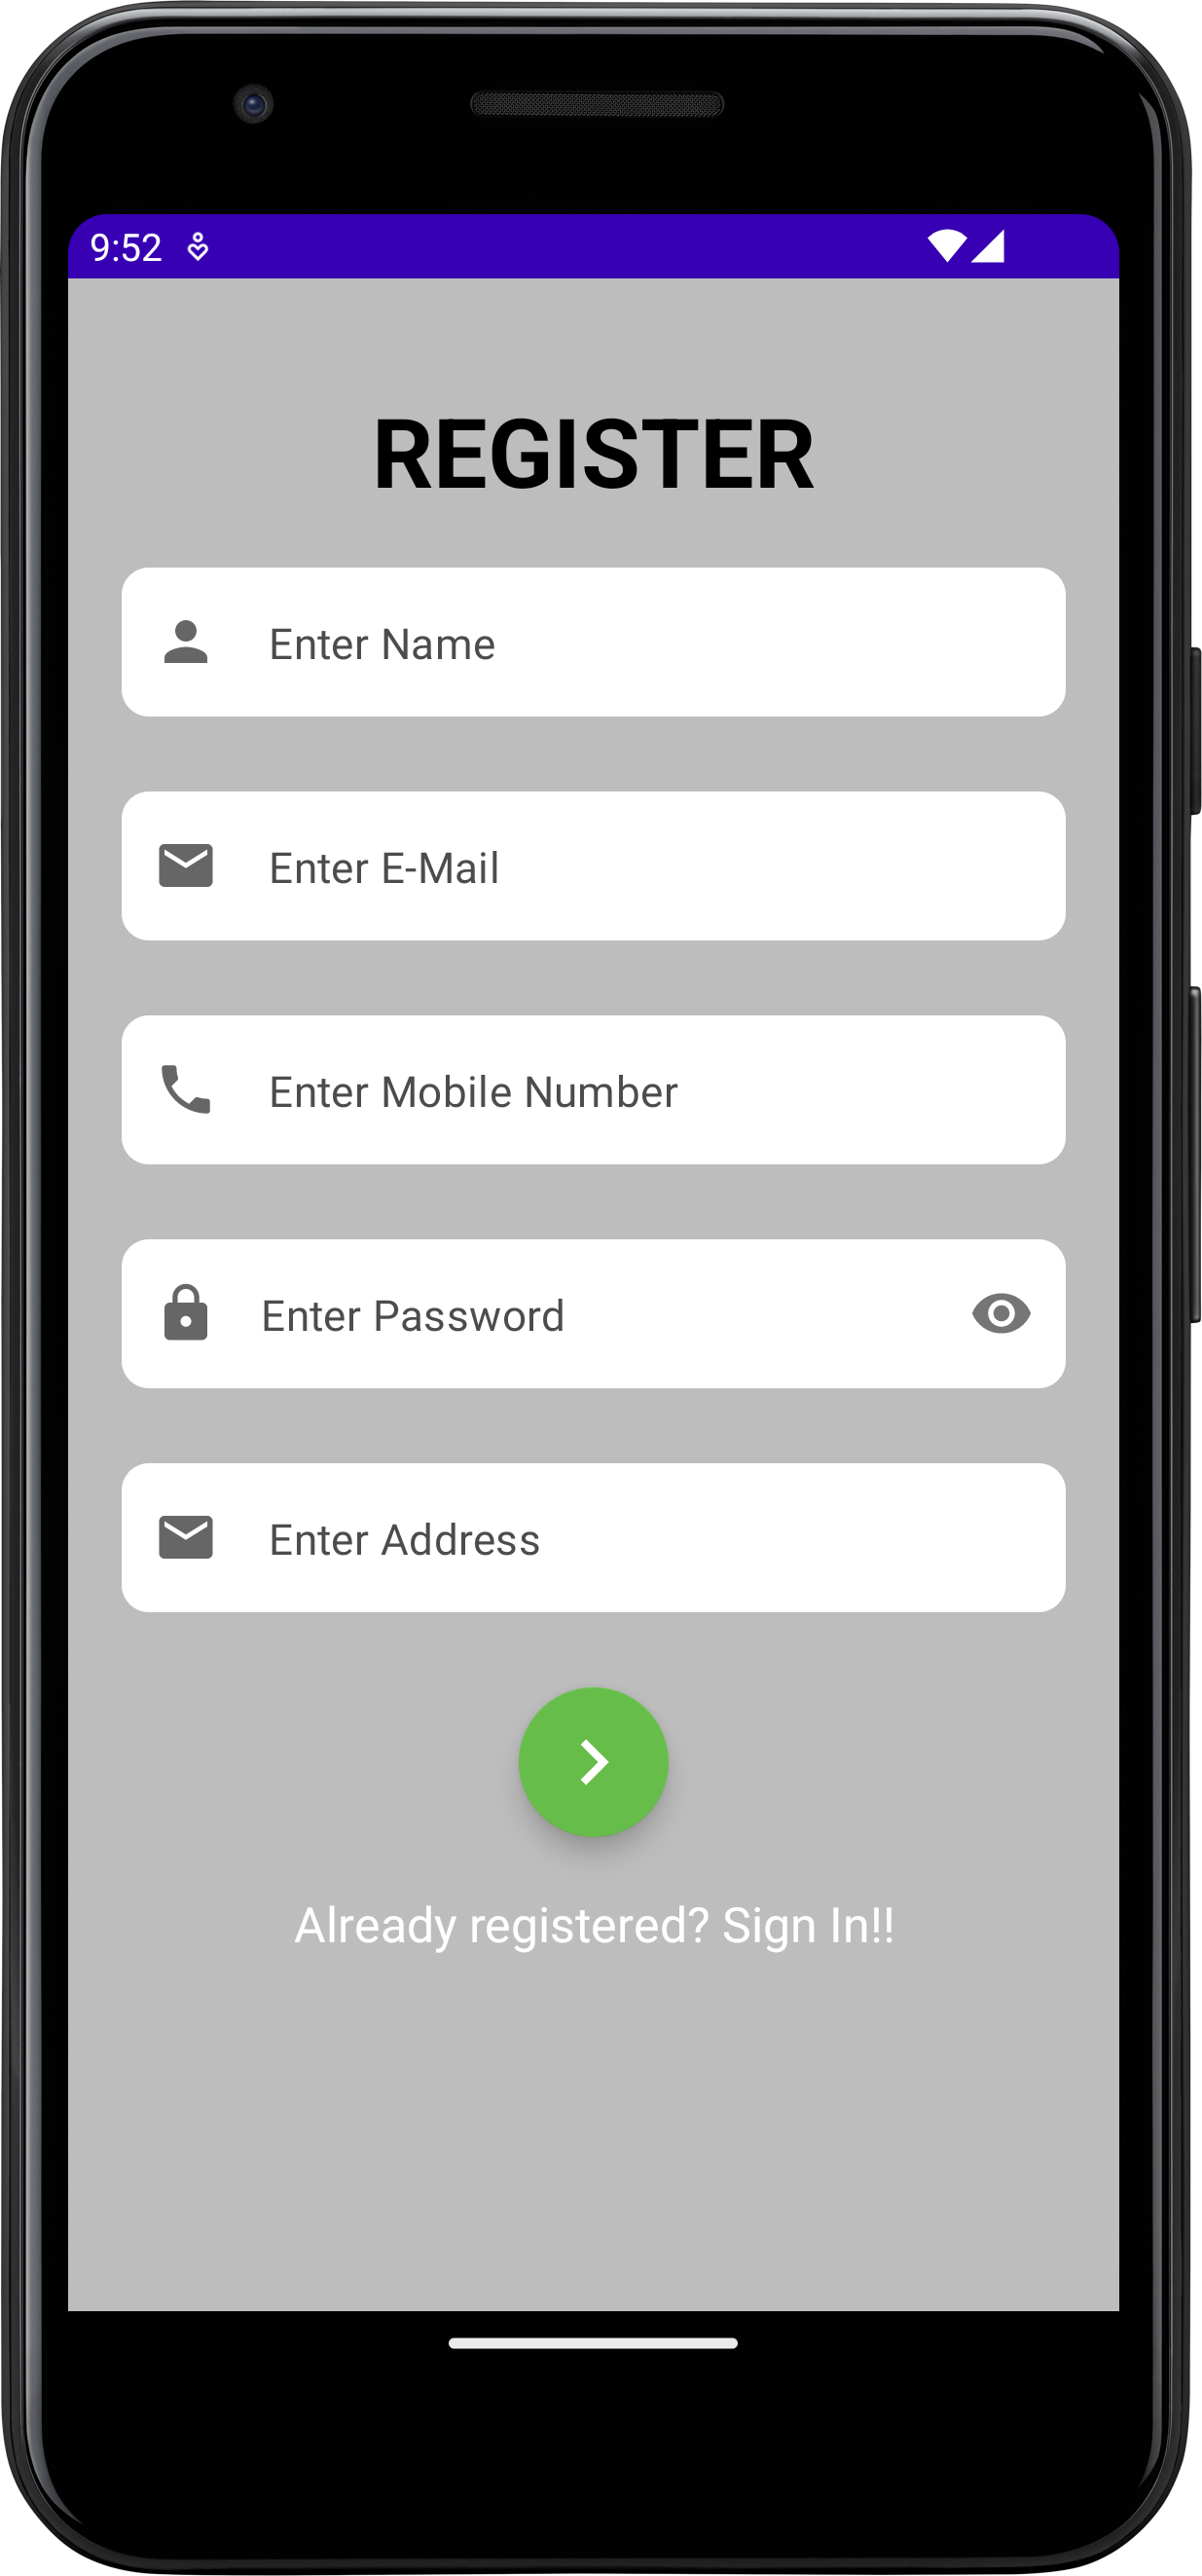 9:52
REGISTER
Enter Name
Enter E-Mail
Enter Mobile Number
Enter Password
Enter Address
Already registered? Sign In!!